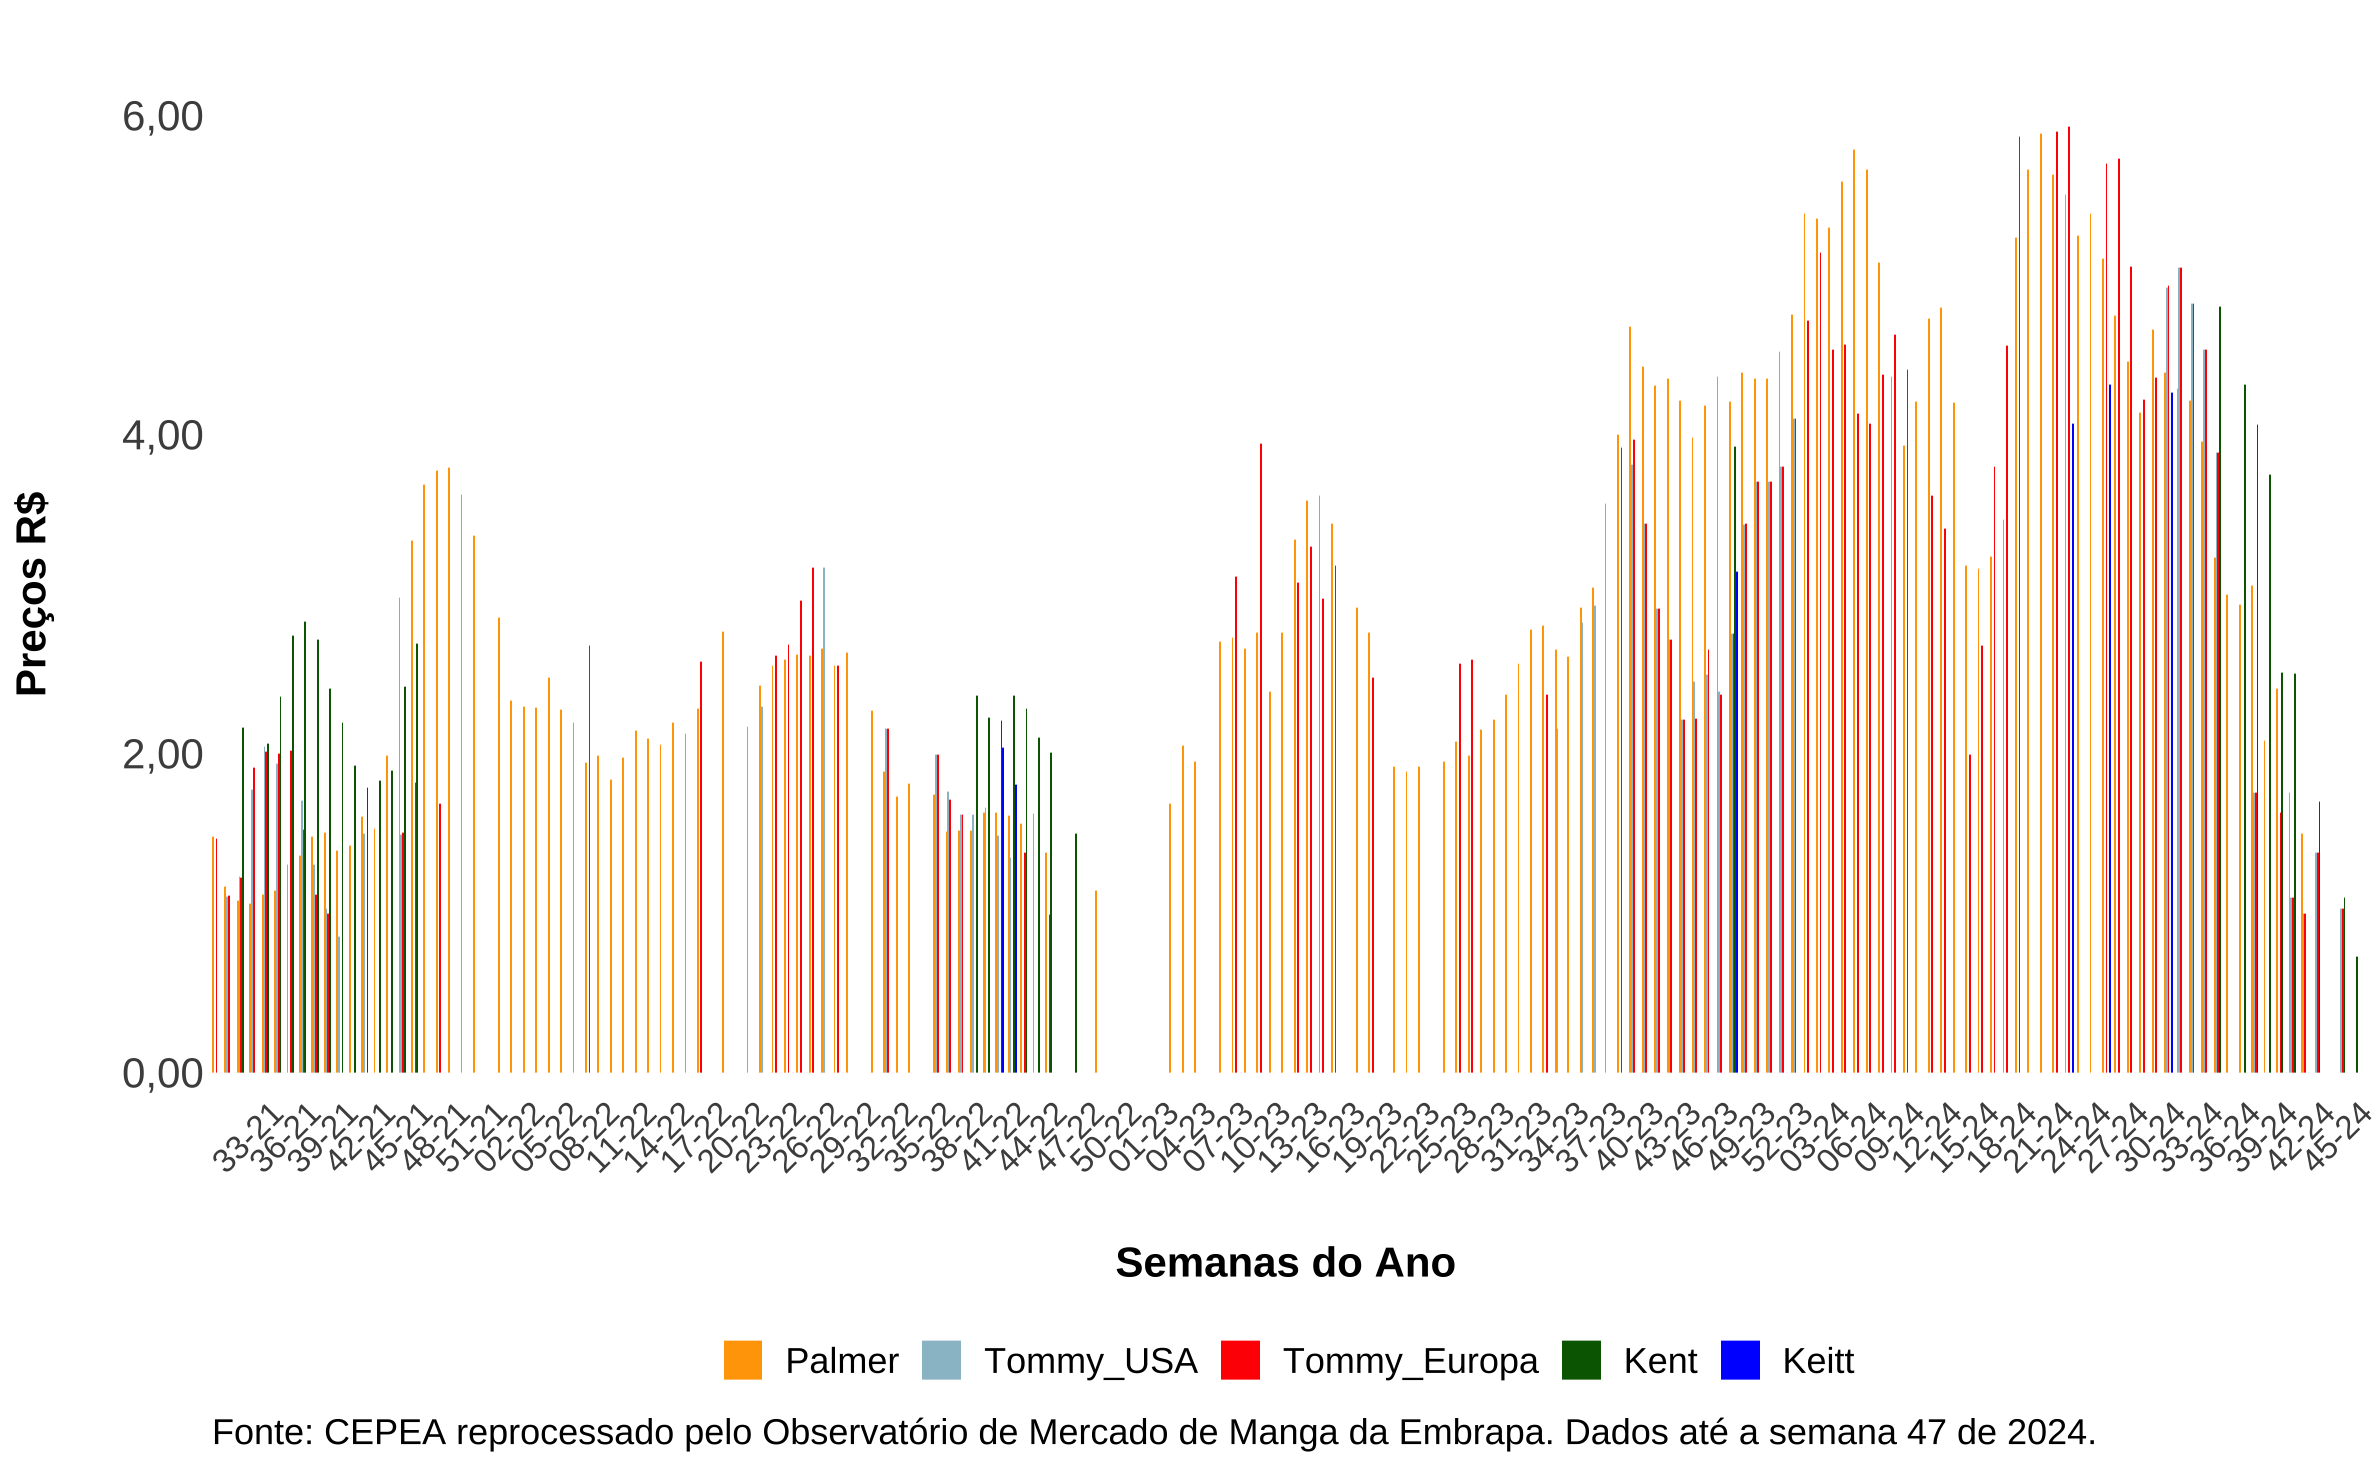 6,00
4,00
2,00
0,00
Preços R$
33-21 36-21 39-21 42-21 45-21 48-21 51-21 02-22 05-22 08-22 11-22 14-22 17-22 20-22 23-22 26-22 29-22 32-22 35-22 38-22 41-22 44-22 47-22 50-22 01-23 04-23 07-23 10-23 13-23 16-23 19-23 22-23 25-23 28-23 31-23 34-23 37-23 40-23 43-23 46-23 49-23 52-23 03-24 06-24 09-24 12-24 15-24 18-24 21-24 24-24 27-24 30-24 33-24 36-24 39-24 42-24 45-24
Semanas do Ano
Palmer Tommy_USA Tommy_Europa Kent Keitt
Fonte: CEPEA reprocessado pelo Observatório de Mercado de Manga da Embrapa. Dados até a semana 47 de 2024.